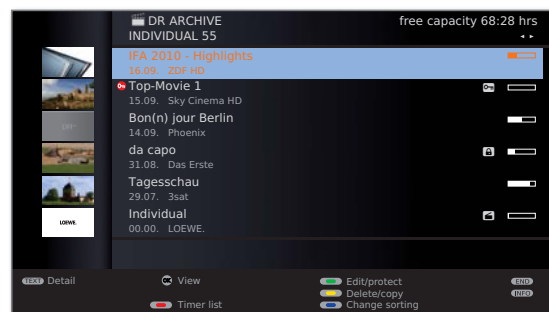 DR ARCHIVE
free capacity 68:28 hrs
INDIVIDUAL 55
IFA 2010 - Highlights
16.09. ZDF HD
Top-Movie 1
15.09. Sky Cinema HD
Bon(n) jour Berlin
14.09. Phoenix
da capo
31.08. Das Erste
Tagesschau
29.07. 3sat
Individual
00.00. LOEWE.
LOEWE.
TEXT Detail
OK View
Edit/protect
END
Delete/copy
INFO
Timer list
Change sorting